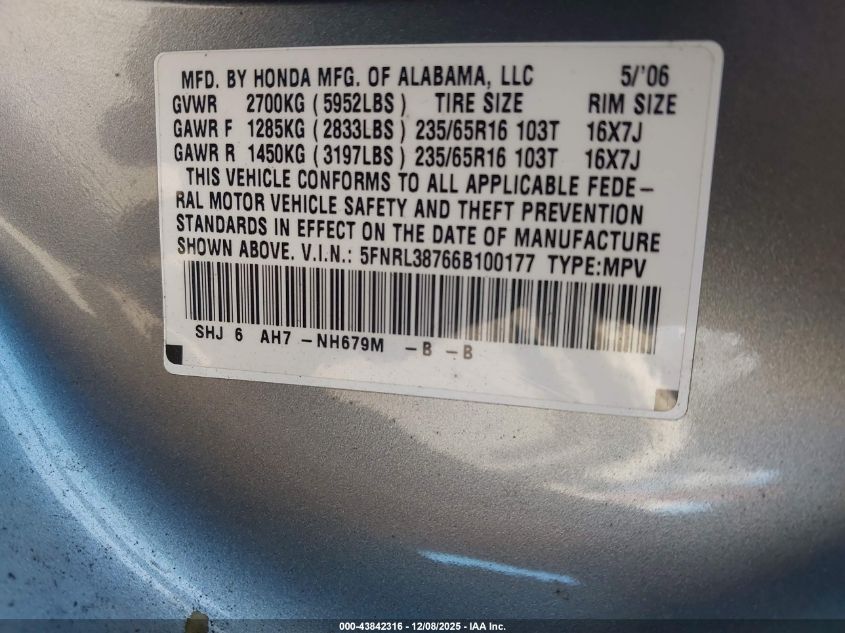 MFD. BY HONDA MFG. OF ALABAMA, LLC 5/'06
GVWR 2700KG (5952LBS) TIRE SIZE RIM SIZE
GAWR F 1285KG (2833LBS) 235/65R16 103T 16X7J
GAWR R 1450KG (3197LBS) 235/65R16 103T 16X7J
THIS VEHICLE CONFORMS TO ALL APPLICABLE FEDE-
RAL MOTOR VEHICLE SAFETY AND THEFT PREVENTION
STANDARDS IN EFFECT ON THE DATE OF MANUFACTURE
SHOWN ABOVE. V.I.N.: 5FNRL38766B100177 TYPE:MPV
SHJ 6 AH7 -NH679M -B -B
000-43842316 - 12/08/2025 - IAA Inc.